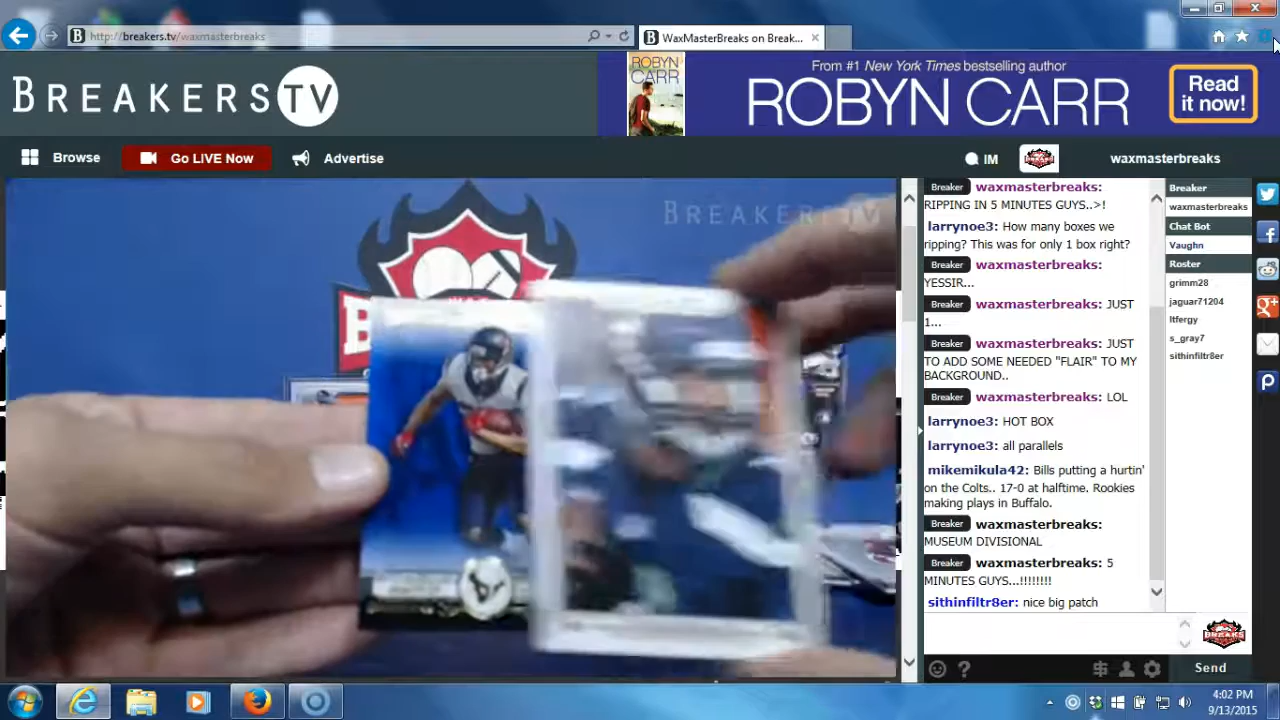 http://breakers.tv/waxmasterbreaks
WaxMasterBreaks on Break...
BREAKERS TV
ROBYN CARR
From #1 New York Times bestselling author
ROBYN CARR
Read it now!
Browse
Go LIVE Now
Advertise
IM
waxmasterbreaks
BREAKERS TV
Breaker waxmasterbreaks:
RIPPING IN 5 MINUTES GUYS..>!
larrynoe3: How many boxes we
ripping? This was for only 1 box right?
Breaker waxmasterbreaks:
YESSIR...
Breaker waxmasterbreaks: JUST
1...
Breaker waxmasterbreaks: JUST
TO ADD SOME NEEDED "FLAIR" TO MY
BACKGROUND..
Breaker waxmasterbreaks: LOL
larrynoe3: HOT BOX
larrynoe3: all parallels
mikemikula42: Bills putting a hurtin'
on the Colts.. 17-0 at halftime. Rookies
making plays in Buffalo.
Breaker waxmasterbreaks:
MUSEUM DIVISIONAL
Breaker waxmasterbreaks: 5
MINUTES GUYS...!!!!!!!!
sithinfiltr8er: nice big patch
Breaker
waxmasterbreaks
Chat Bot
Vaughn
Roster
grimm28
jaguar71204
ltfergy
s_gray7
sithinfiltr8er
Send
4:02 PM
9/13/2015